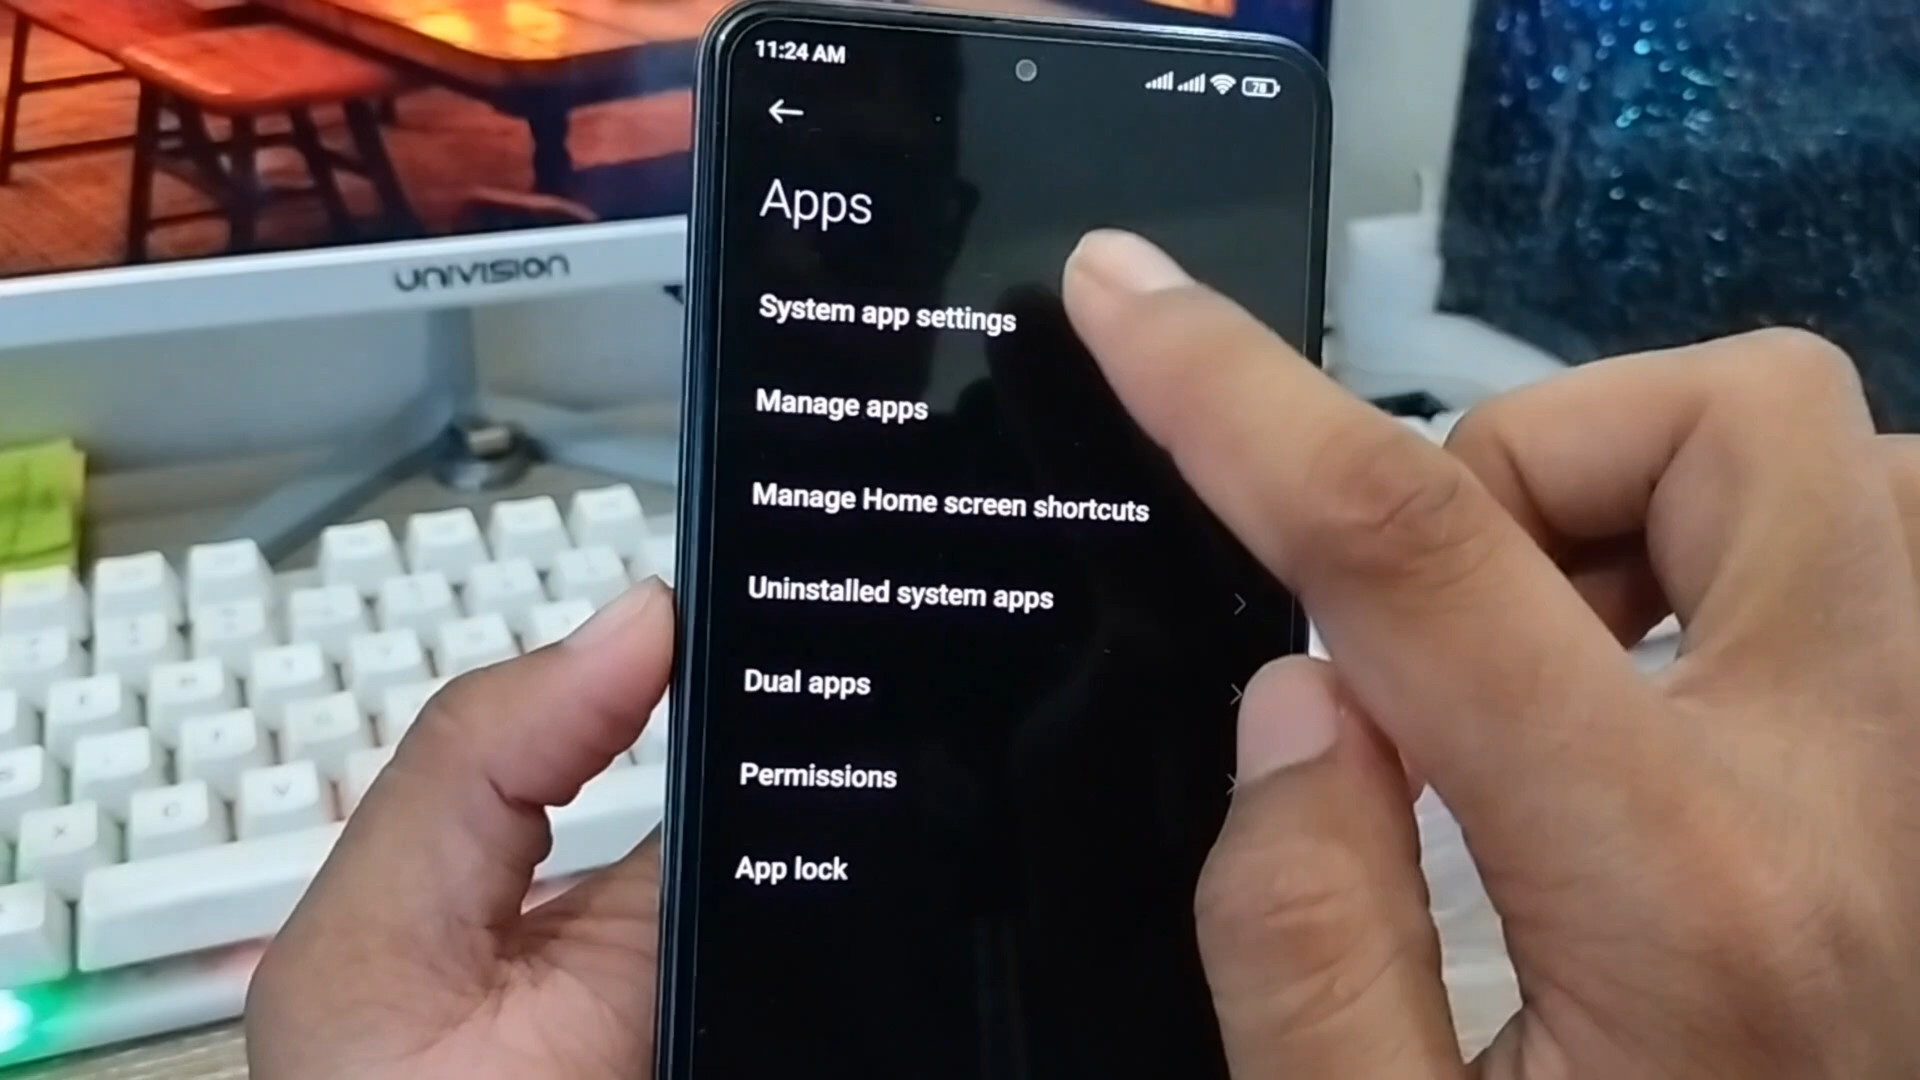 11:24 AM
78
Apps
UNIVISION
System app settings
Manage apps
Manage Home screen shortcuts
Uninstalled system apps
Dual apps
Permissions
App lock
X
C
V